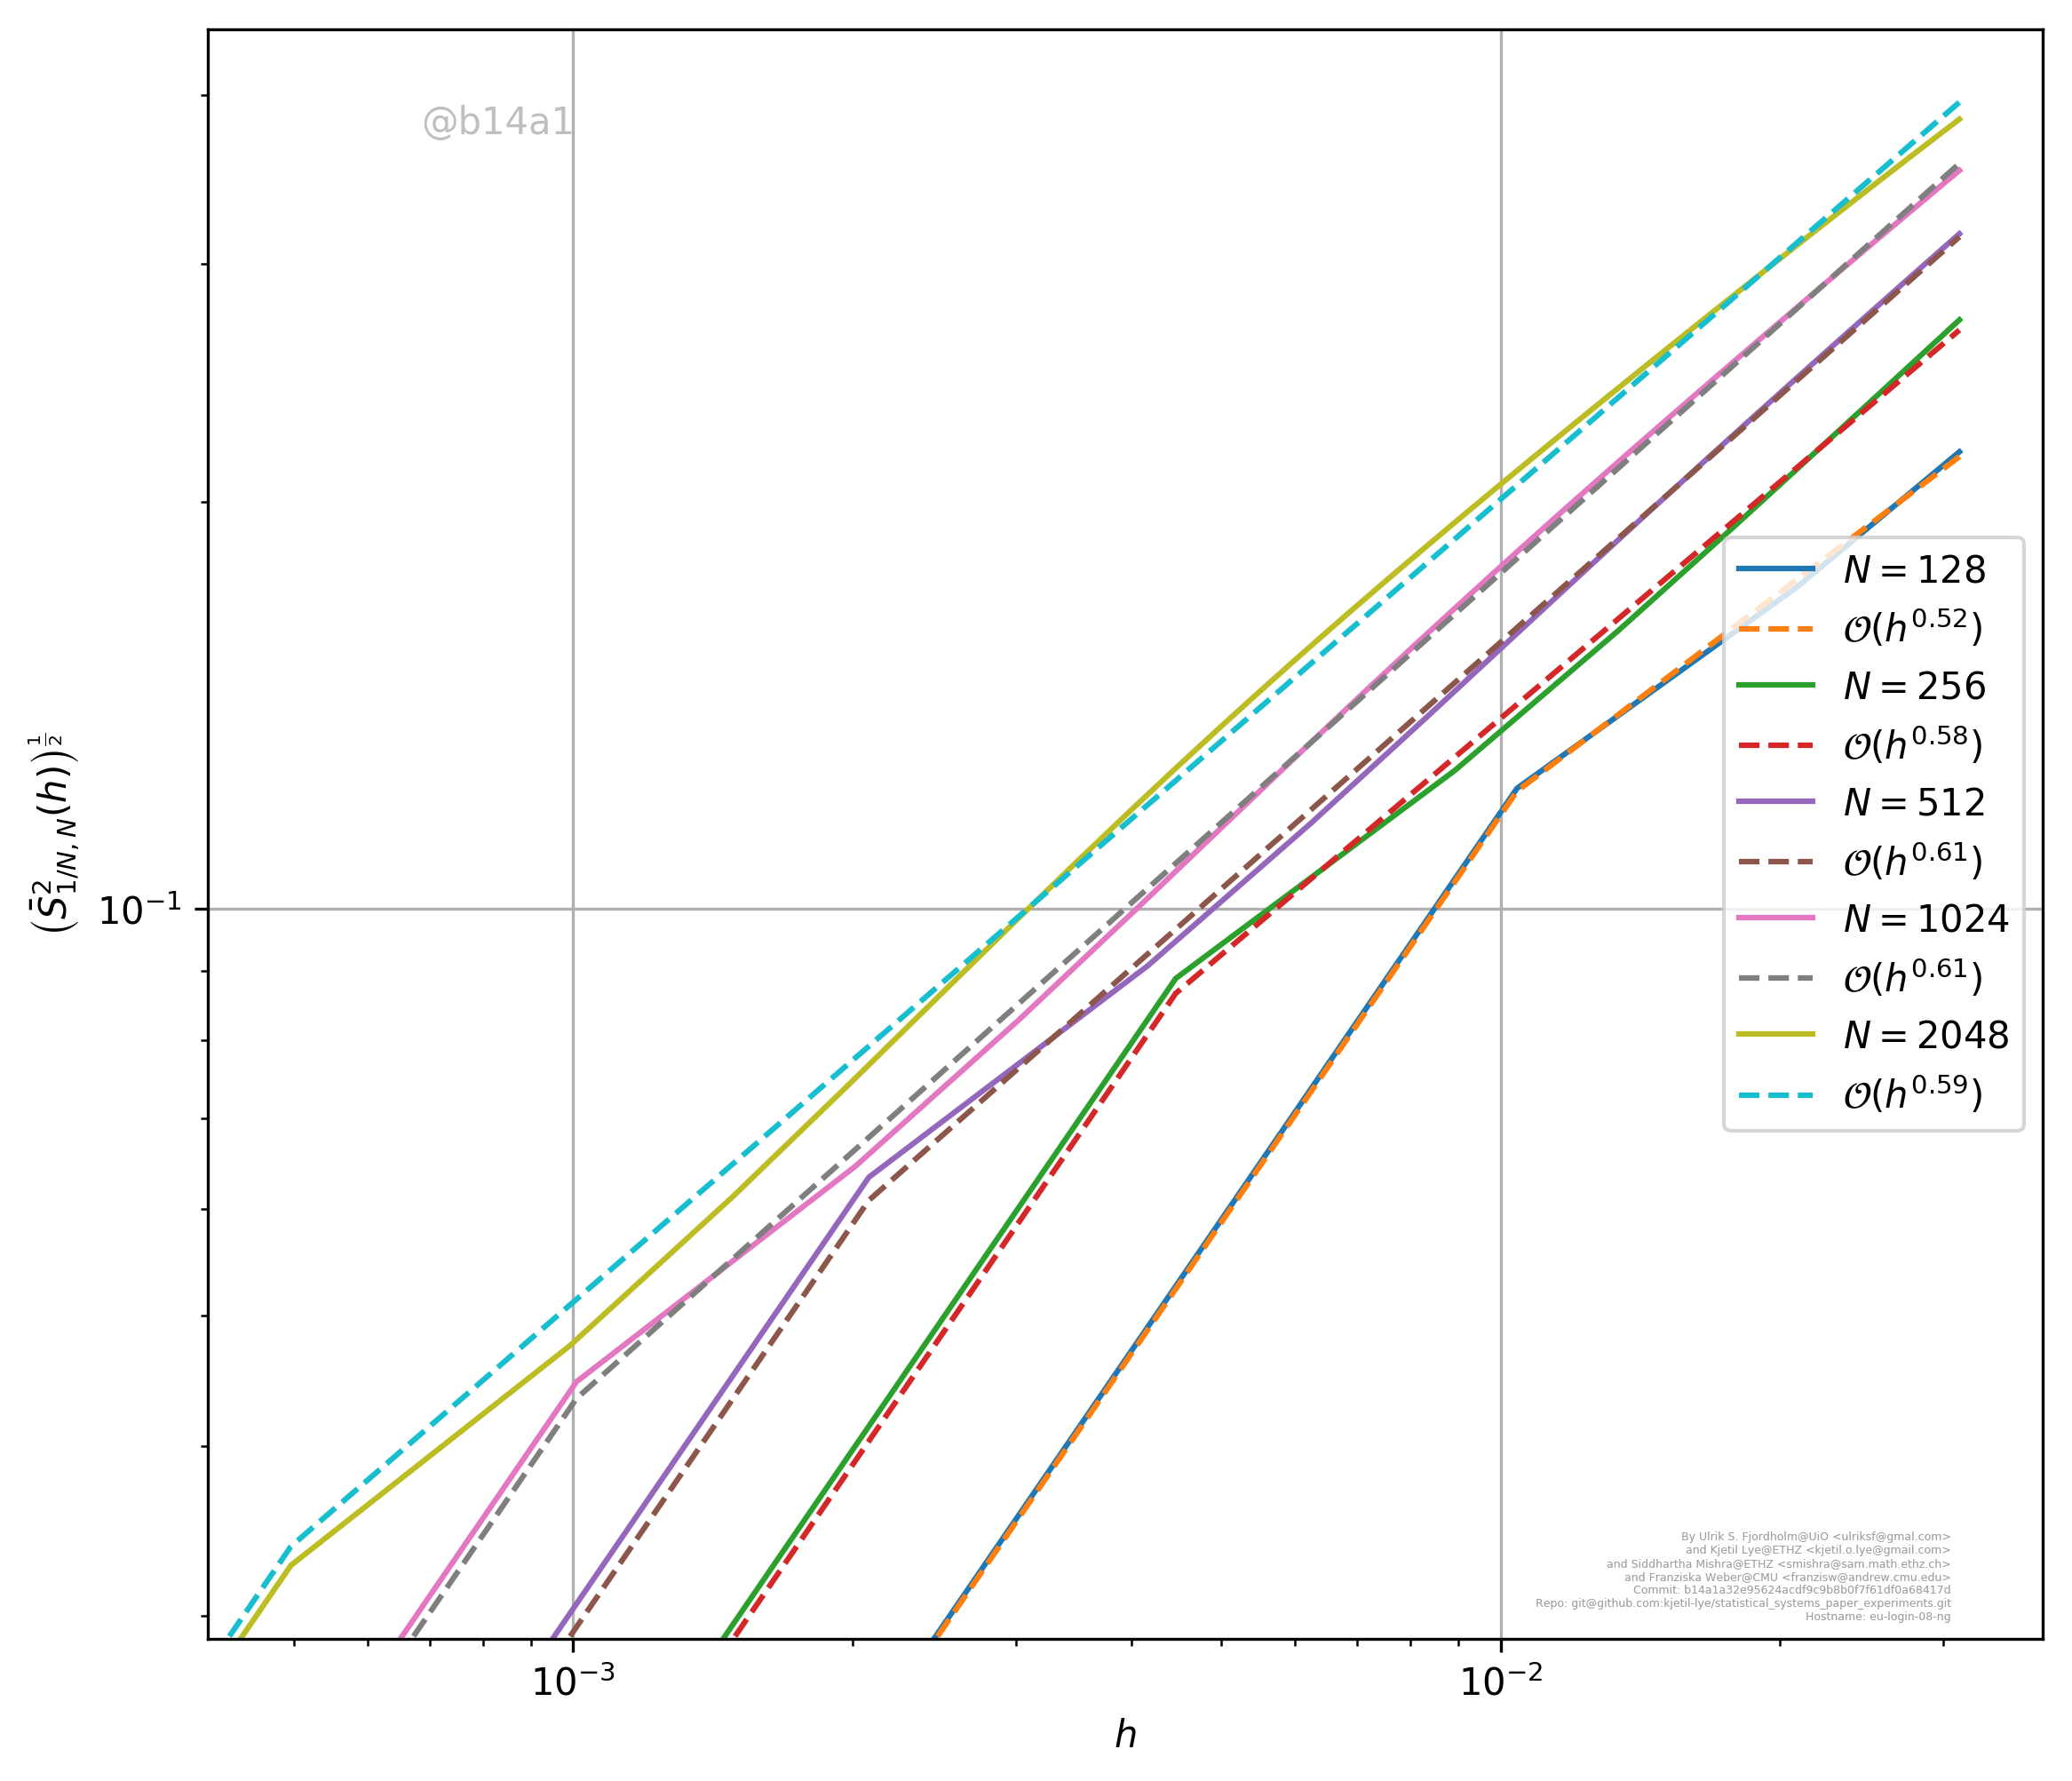 @b14a1
N = 128
𝒪(h^0.52)
N = 256
𝒪(h^0.58)
N = 512
𝒪(h^0.61)
N = 1024
𝒪(h^0.61)
N = 2048
𝒪(h^0.59)
(S̄²_{1/N, N}(h))^{1/2}
10⁻¹
By Ulrik S. Fjordholm@UiO <ulriksf@gmal.com>
and Kjetil Lye@ETHZ <kjetil.o.lye@gmail.com>
and Siddhartha Mishra@ETHZ <smishra@sam.math.ethz.ch>
and Franziska Weber@CMU <franzisw@andrew.cmu.edu>
Commit: b14a1a32e95624acdf9c9b8b0f7f61df0a68417d
Repo: git@github.com:kjetil-lye/statistical_systems_paper_experiments.git
Hostname: eu-login-08-ng
10⁻³
10⁻²
h